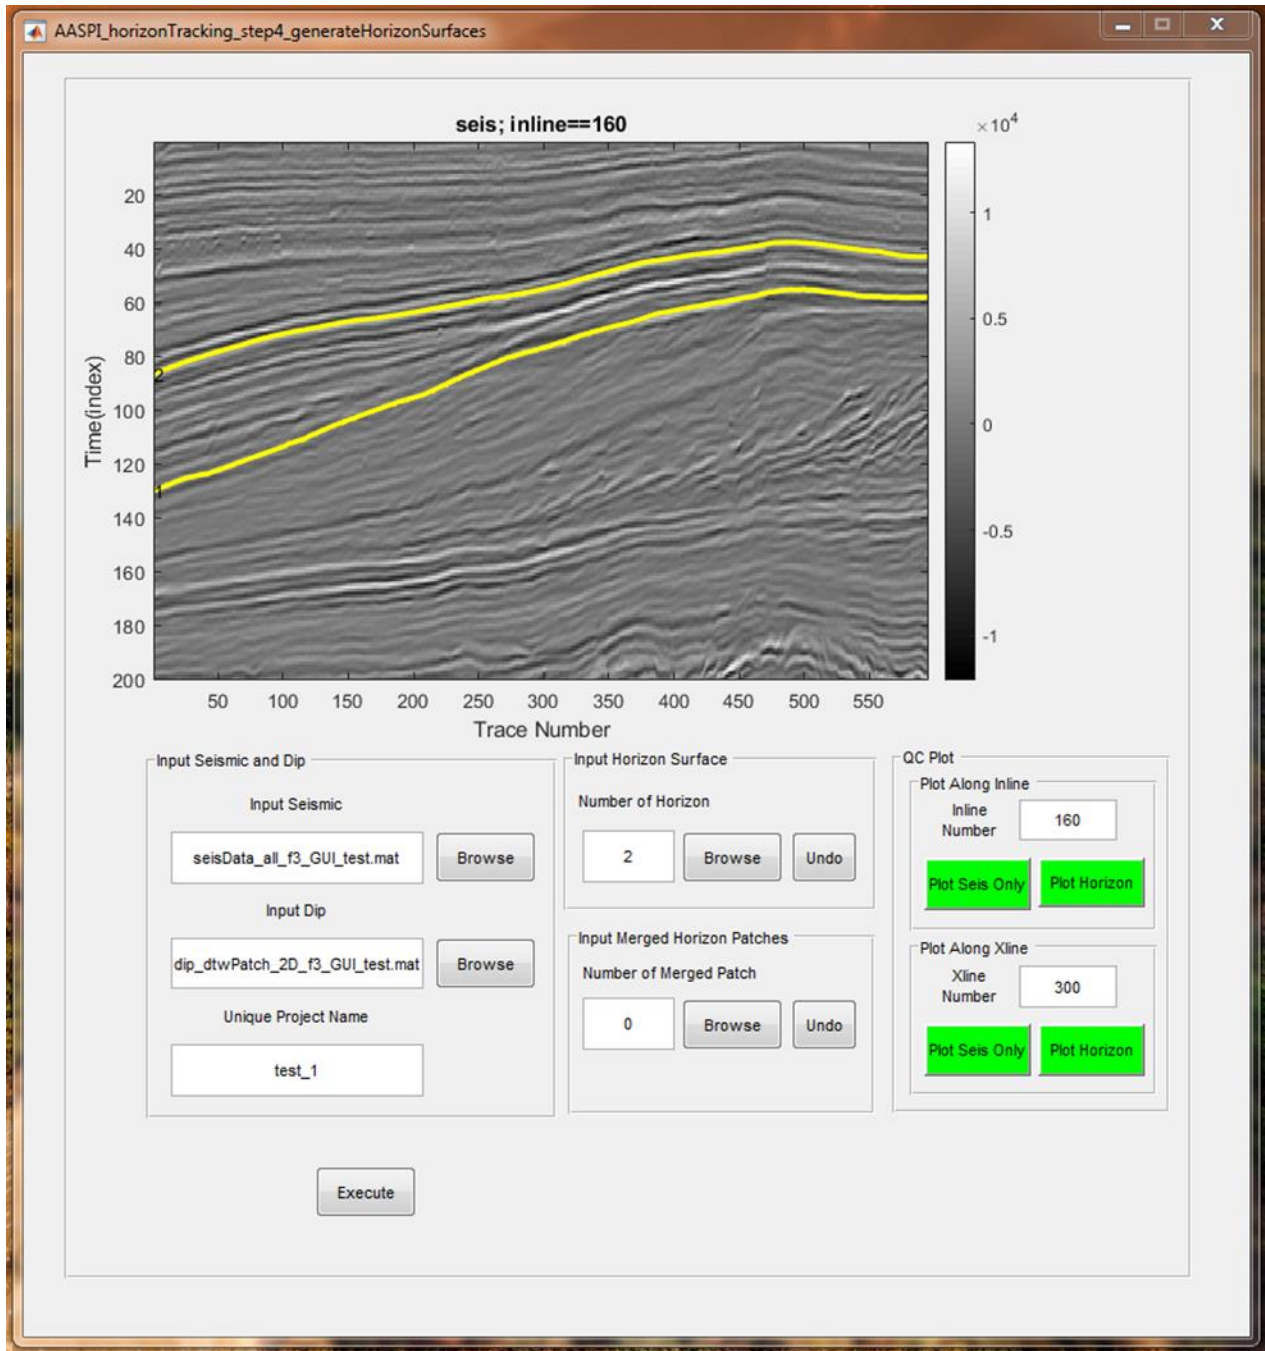 AASPI_horizonTracking_step4_generateHorizonSurfaces
seis; inline==160
×10⁴
20
40
60
80
100
120
140
160
180
200
Time(index)
2
1
1
0.5
0
-0.5
-1
50 100 150 200 250 300 350 400 450 500 550
Trace Number
Input Seismic and Dip
Input Seismic
seisData_all_f3_GUI_test.mat Browse
Input Dip
dip_dtwPatch_2D_f3_GUI_test.mat Browse
Unique Project Name
test_1
Input Horizon Surface
Number of Horizon
2 Browse Undo
Input Merged Horizon Patches
Number of Merged Patch
0 Browse Undo
QC Plot
Plot Along Inline
Inline
Number
160
Plot Seis Only Plot Horizon
Plot Along Xline
Xline
Number
300
Plot Seis Only Plot Horizon
Execute